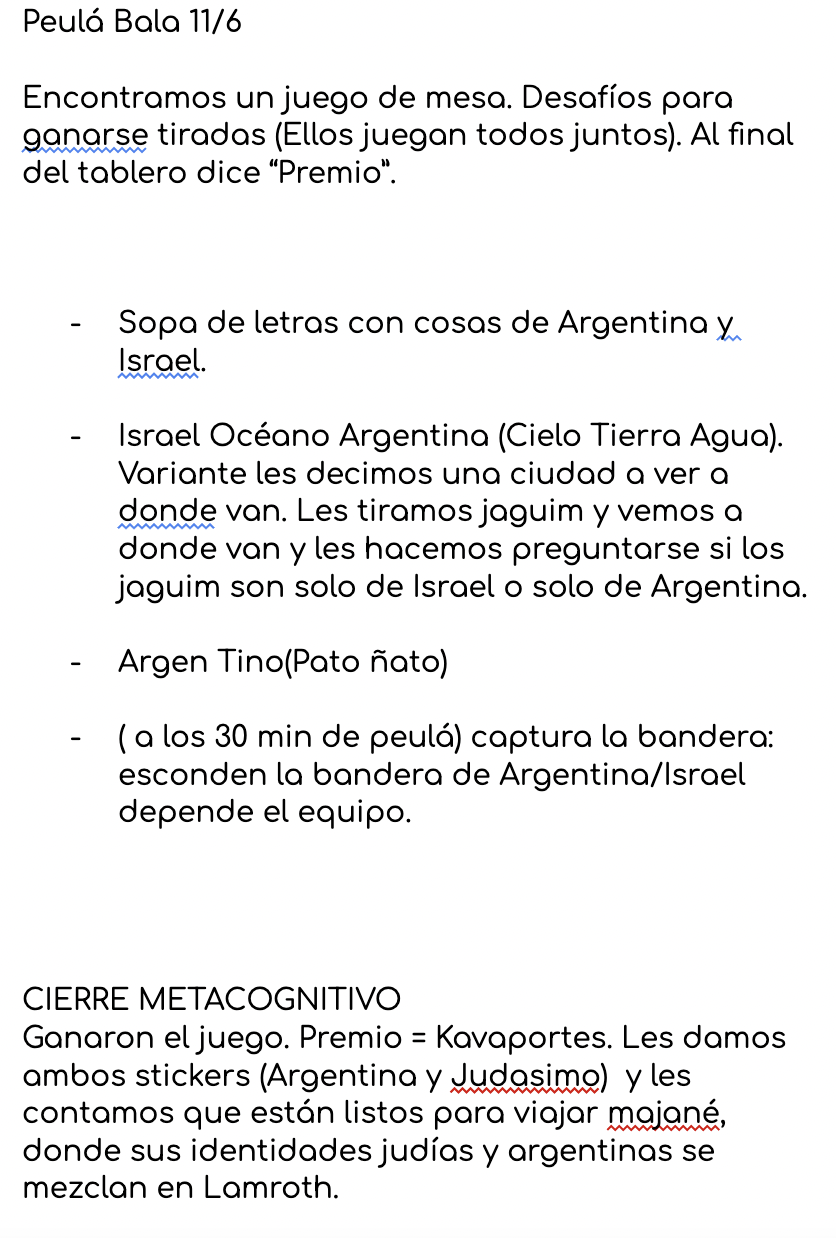 Peulá Bala 11/6
Encontramos un juego de mesa. Desafíos para
ganarse tiradas (Ellos juegan todos juntos). Al final
del tablero dice “Premio”.
- Sopa de letras con cosas de Argentina y
Israel.
- Israel Océano Argentina (Cielo Tierra Agua).
Variante les decimos una ciudad a ver a
donde van. Les tiramos jaguim y vemos a
donde van y les hacemos preguntarse si los
jaguim son solo de Israel o solo de Argentina.
- Argen Tino(Pato ñato)
- ( a los 30 min de peulá) captura la bandera:
esconden la bandera de Argentina/Israel
depende el equipo.
CIERRE METACOGNITIVO
Ganaron el juego. Premio = Kavaportes. Les damos
ambos stickers (Argentina y Judasimo)  y les
contamos que están listos para viajar majané,
donde sus identidades judías y argentinas se
mezclan en Lamroth.